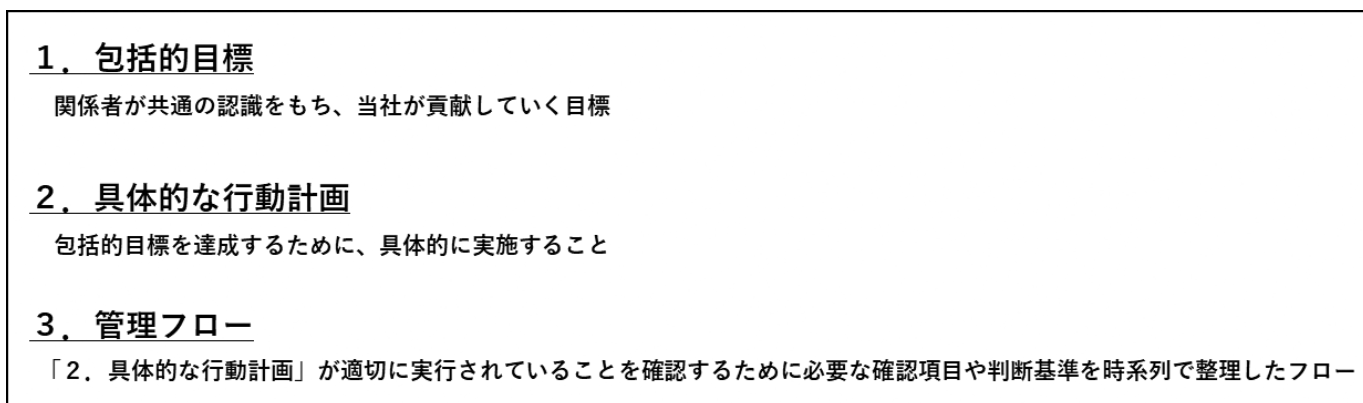 １．包括的目標
関係者が共通の認識をもち、当社が貢献していく目標
２．具体的な行動計画
包括的目標を達成するために、具体的に実施すること
３．管理フロー
「２．具体的な行動計画」が適切に実行されていることを確認するために必要な確認項目や判断基準を時系列で整理したフロー